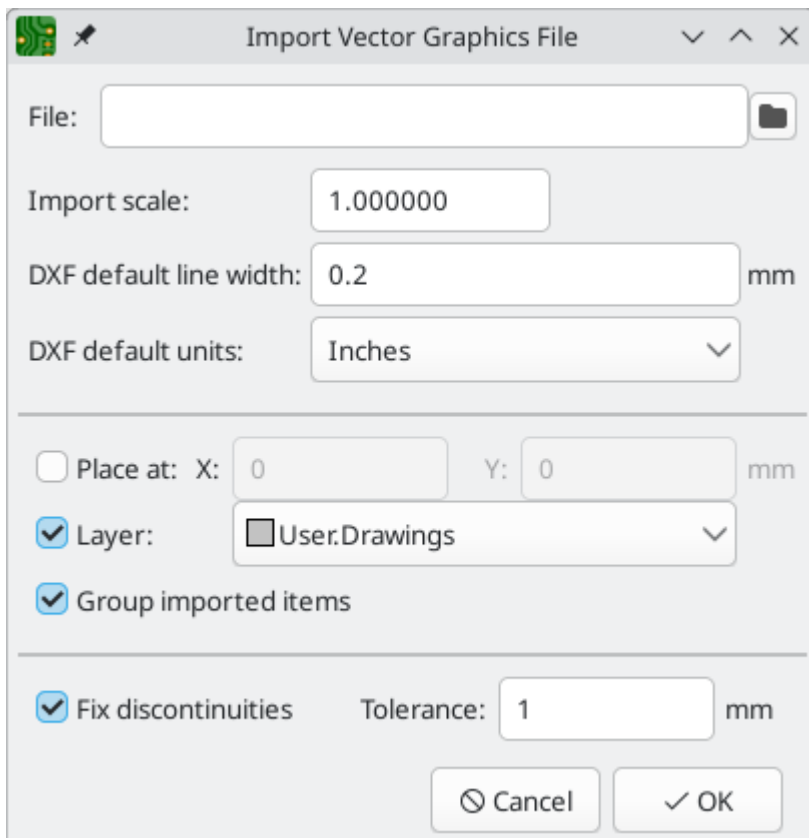 Import Vector Graphics File
File:
Import scale: 1.000000
DXF default line width: 0.2 mm
DXF default units: Inches
Place at: X: 0 Y: 0 mm
Layer: User.Drawings
Group imported items
Fix discontinuities Tolerance: 1 mm
Cancel OK